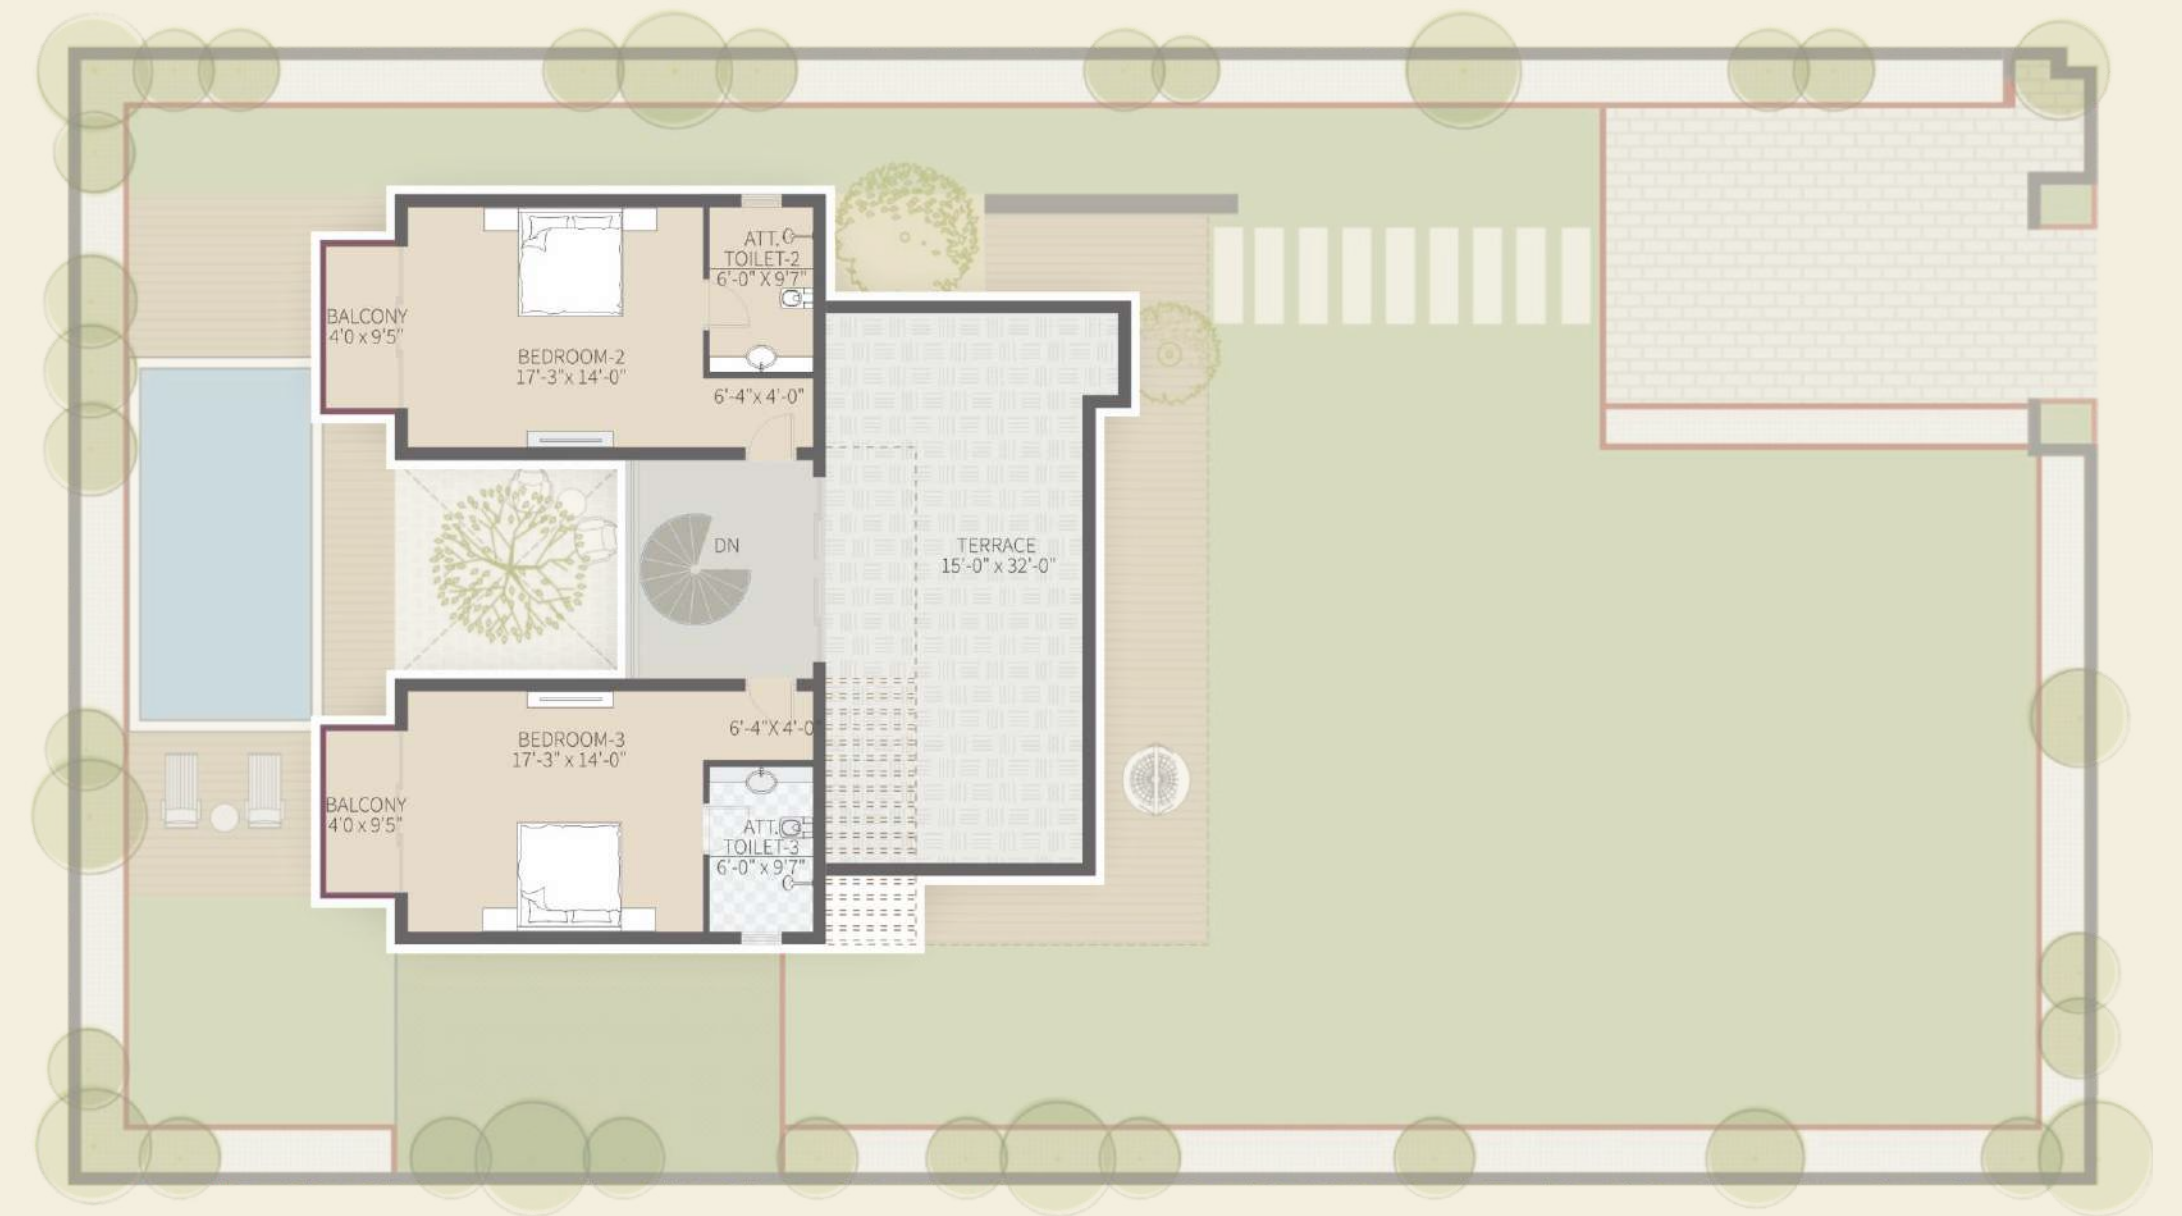 ATT.
TOILET-2
6'-0" X 9'7"
BALCONY
4'0 x 9'5"
BEDROOM-2
17'-3" x 14'-0"
6'-4" x 4'-0"
DN
TERRACE
15'-0" x 32'-0"
6'-4" X 4'-0"
BEDROOM-3
17'-3" x 14'-0"
BALCONY
4'0 x 9'5"
ATT.
TOILET-3
6'-0" x 9'7"